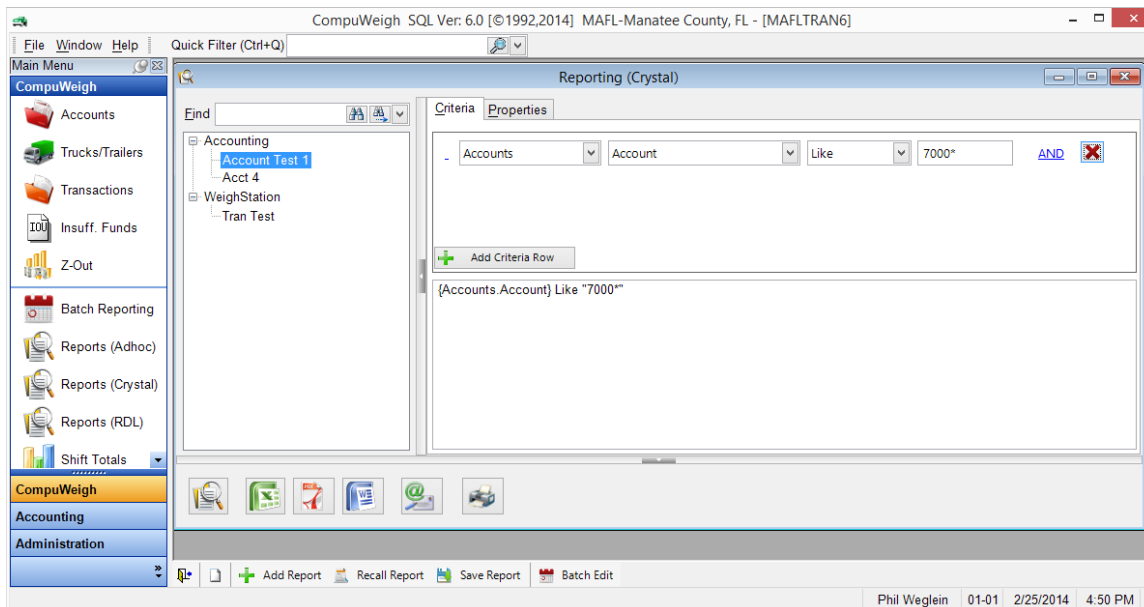 CompuWeigh SQL Ver: 6.0 [©1992,2014] MAFL-Manatee County, FL - [MAFLTRAN6]
File Window Help Quick Filter (Ctrl+Q)
Main Menu
CompuWeigh
Accounts
Trucks/Trailers
Transactions
IOU Insuff. Funds
Z-Out
Batch Reporting
Reports (Adhoc)
Reports (Crystal)
Reports (RDL)
Shift Totals
CompuWeigh
Accounting
Administration
Reporting (Crystal)
Find
Accounting
Account Test 1
Acct 4
WeighStation
Tran Test
Criteria Properties
- Accounts Account Like 7000* AND
Add Criteria Row
{Accounts.Account} Like "7000*"
Add Report Recall Report Save Report Batch Edit
Phil Weglein 01-01 2/25/2014 4:50 PM